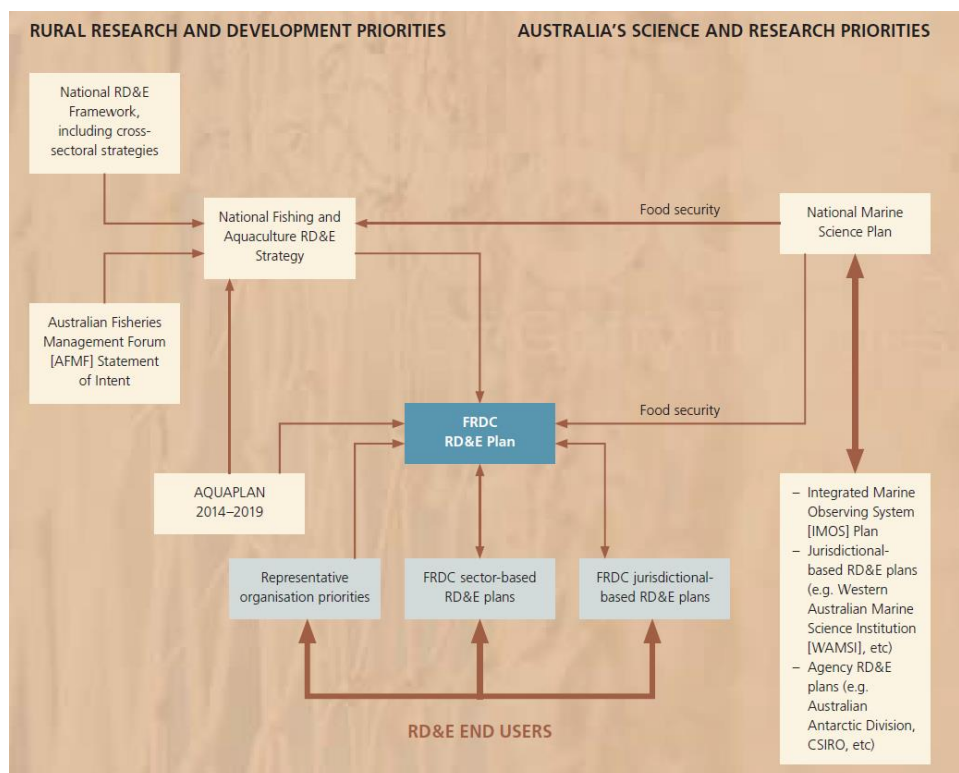 RURAL RESEARCH AND DEVELOPMENT PRIORITIES
AUSTRALIA'S SCIENCE AND RESEARCH PRIORITIES
National RD&E
Framework,
including cross-
sectoral strategies
National Fishing and
Aquaculture RD&E
Strategy
Food security
National Marine
Science Plan
Australian Fisheries
Management Forum
[AFMF] Statement
of Intent
FRDC
RD&E Plan
Food security
AQUAPLAN
2014–2019
Representative
organisation priorities
FRDC sector-based
RD&E plans
FRDC jurisdictional-
based RD&E plans
– Integrated Marine
Observing System
[IMOS] Plan
– Jurisdictional-
based RD&E plans
(e.g. Western
Australian Marine
Science Institution
[WAMSI], etc)
– Agency RD&E
plans (e.g.
Australian
Antarctic Division,
CSIRO, etc)
RD&E END USERS